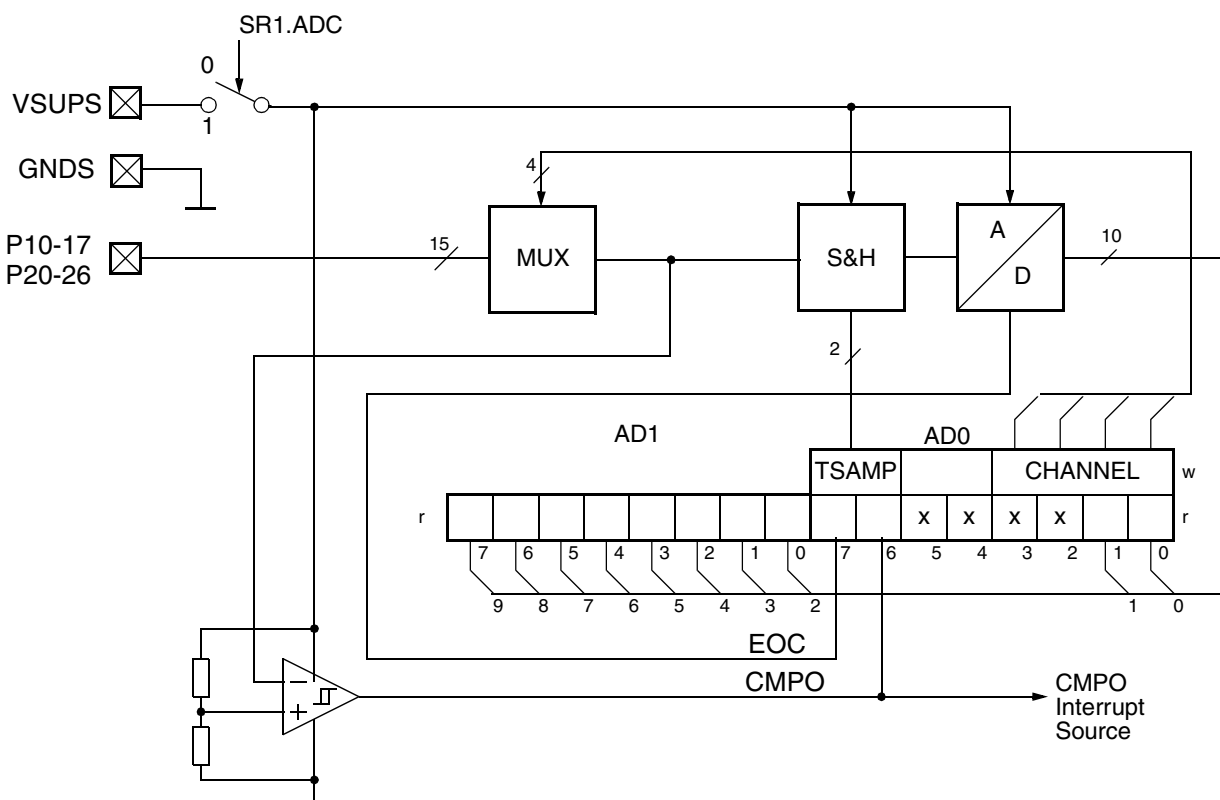 SR1.ADC
0
VSUPS
1
GNDS
4
P10-17
P20-26
15
MUX
S&H
A
D
10
2
AD1
AD0
TSAMP
CHANNEL
w
r
x x x x
r
7 6 5 4 3 2 1 0 7 6 5 4 3 2 1 0
9 8 7 6 5 4 3 2 1 0
EOC
CMPO
− +
CMPO
Interrupt
Source